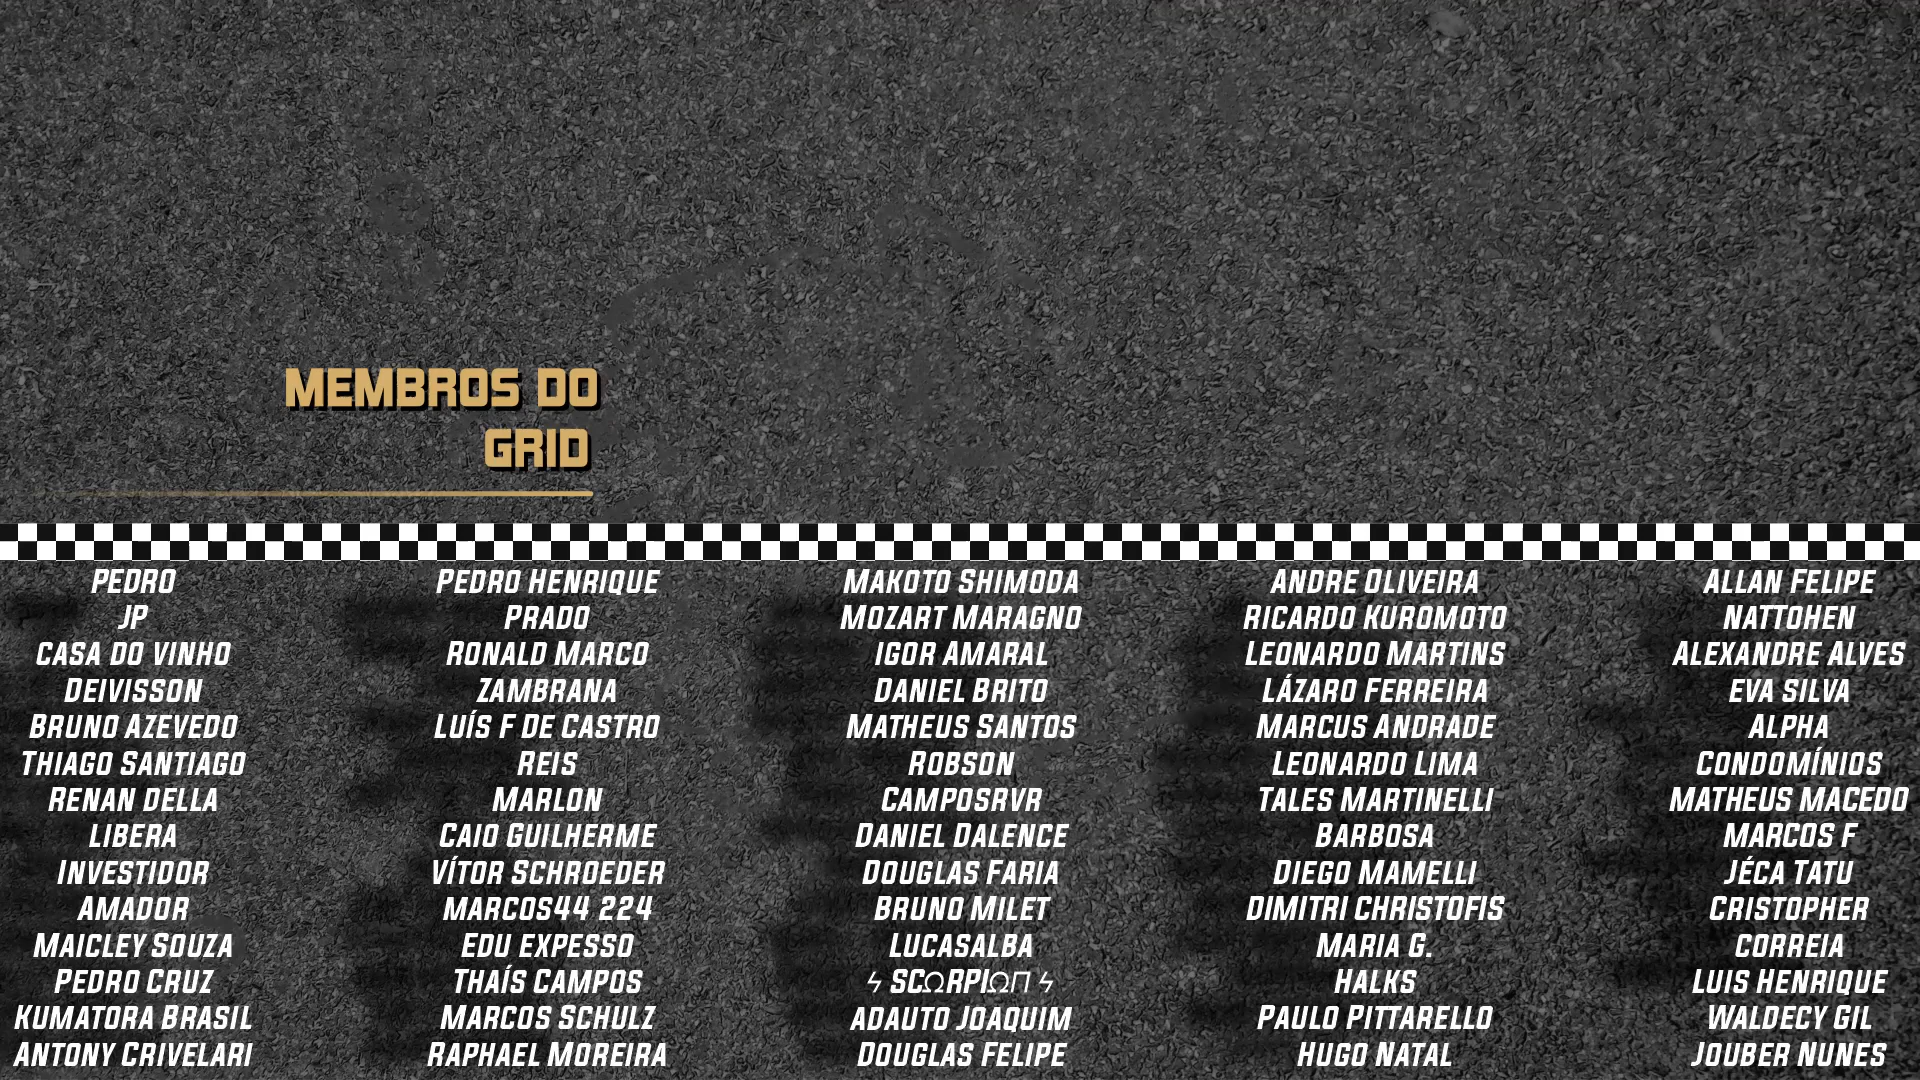 MEMBROS DO
GRID
PEDRO
JP
CASA DO VINHO
DEIVISSON
BRUNO AZEVEDO
THIAGO SANTIAGO
RENAN DELLA
LIBERA
INVESTIDOR
AMADOR
MAICLEY SOUZA
PEDRO CRUZ
KUMATORA BRASIL
ANTONY CRIVELARI
PEDRO HENRIQUE
PRADO
RONALD MARCO
ZAMBRANA
LUÍS F DE CASTRO
REIS
MARLON
CAIO GUILHERME
VÍTOR SCHROEDER
MARCOS44 224
EDU EXPESSO
THAÍS CAMPOS
MARCOS SCHULZ
RAPHAEL MOREIRA
MAKOTO SHIMODA
MOZART MARAGNO
IGOR AMARAL
DANIEL BRITO
MATHEUS SANTOS
ROBSON
CAMPOSRVR
DANIEL DALENCE
DOUGLAS FARIA
BRUNO MILET
LUCASALBA
ϟ SCΩRPIΩΠ ϟ
ADAUTO JOAQUIM
DOUGLAS FELIPE
ANDRE OLIVEIRA
RICARDO KUROMOTO
LEONARDO MARTINS
LÁZARO FERREIRA
MARCUS ANDRADE
LEONARDO LIMA
TALES MARTINELLI
BARBOSA
DIEGO MAMELLI
DIMITRI CHRISTOFIS
MARIA G.
HALKS
PAULO PITTARELLO
HUGO NATAL
ALLAN FELIPE
NATTOHEN
ALEXANDRE ALVES
EVA SILVA
ALPHA
CONDOMÍNIOS
MATHEUS MACEDO
MARCOS F
JÉCA TATU
CRISTOPHER
CORREIA
LUIS HENRIQUE
WALDECY GIL
JOUBER NUNES